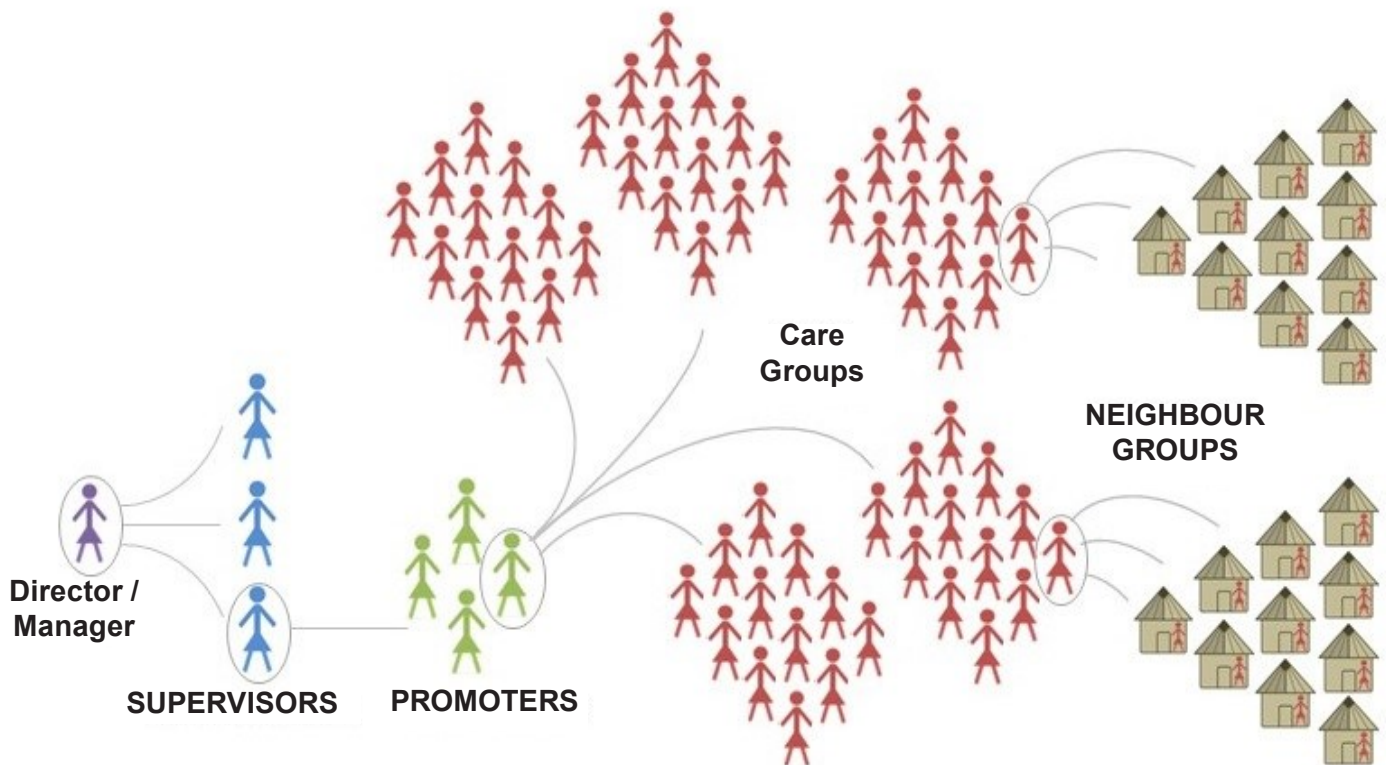 Care
Groups
NEIGHBOUR
GROUPS
Director /
Manager
SUPERVISORS
PROMOTERS